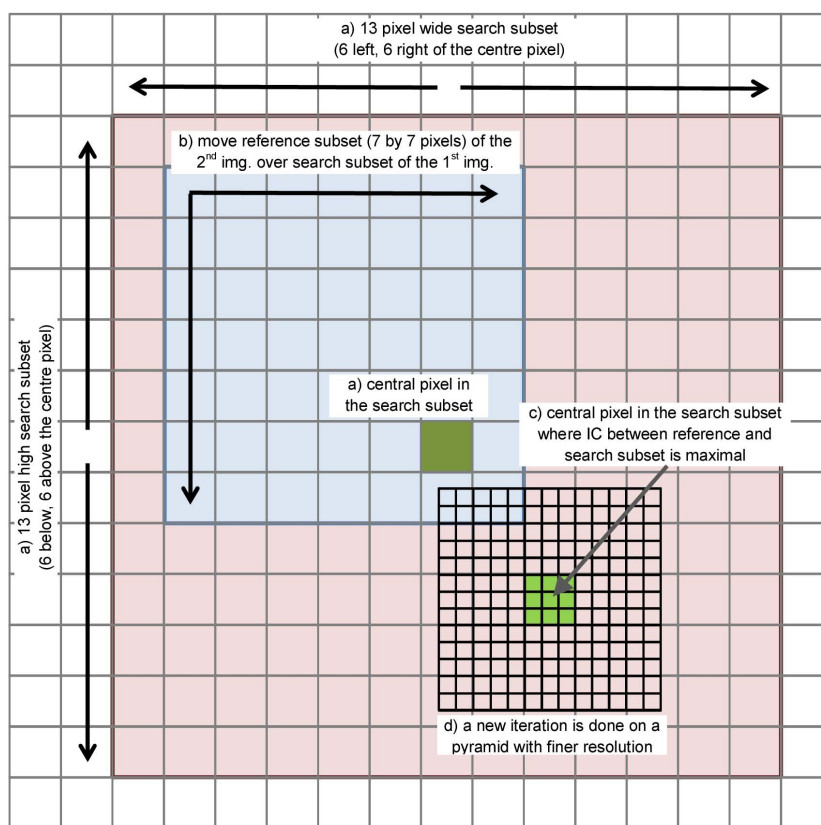 a) 13 pixel wide search subset
(6 left, 6 right of the centre pixel)
b) move reference subset (7 by 7 pixels) of the
2nd img. over search subset of the 1st img.
a) 13 pixel high search subset
(6 below, 6 above the centre pixel)
a) central pixel in
the search subset
c) central pixel in the search subset
where IC between reference and
search subset is maximal
d) a new iteration is done on a
pyramid with finer resolution